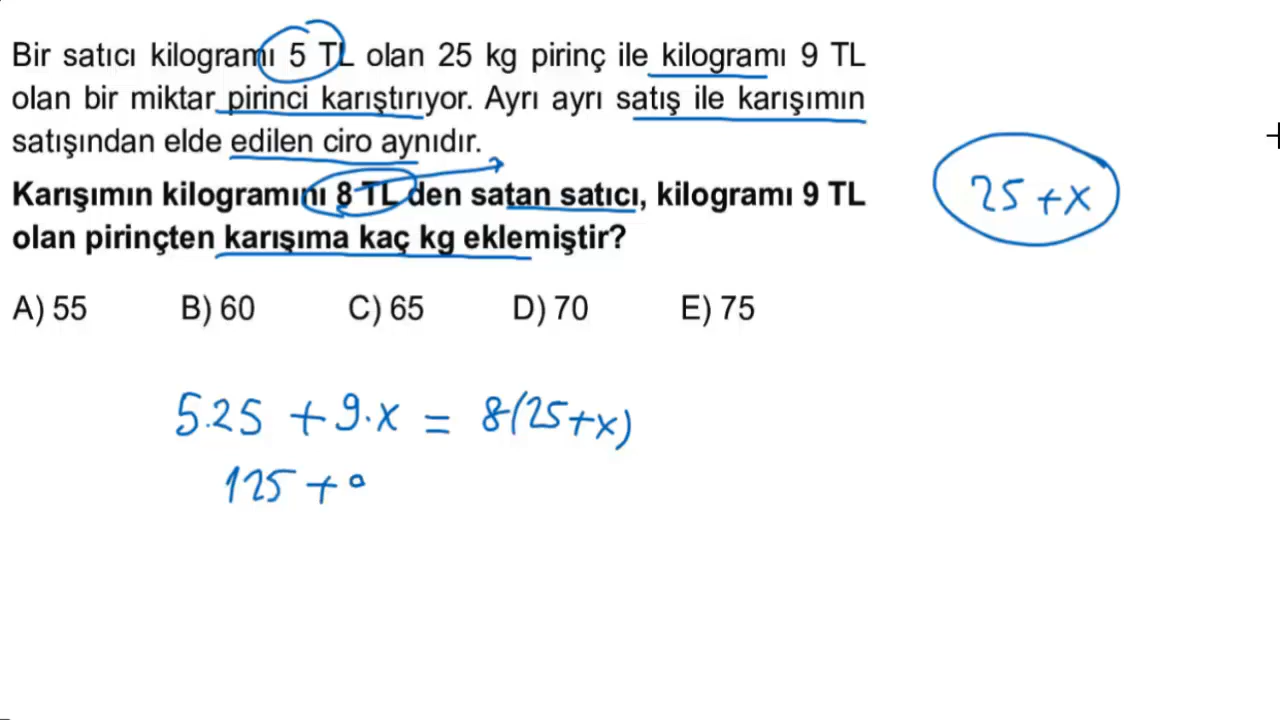 Bir satıcı kilogramı 5 TL olan 25 kg pirinç ile kilogramı 9 TL
olan bir miktar pirinci karıştırıyor. Ayrı ayrı satış ile karışımın
satışından elde edilen ciro aynıdır.
Karışımın kilogramını 8 TL den satan satıcı, kilogramı 9 TL
olan pirinçten karışıma kaç kg eklemiştir?
25 + x
A) 55 B) 60 C) 65 D) 70 E) 75
5.25 + 9.x = 8(25+x)
125 +